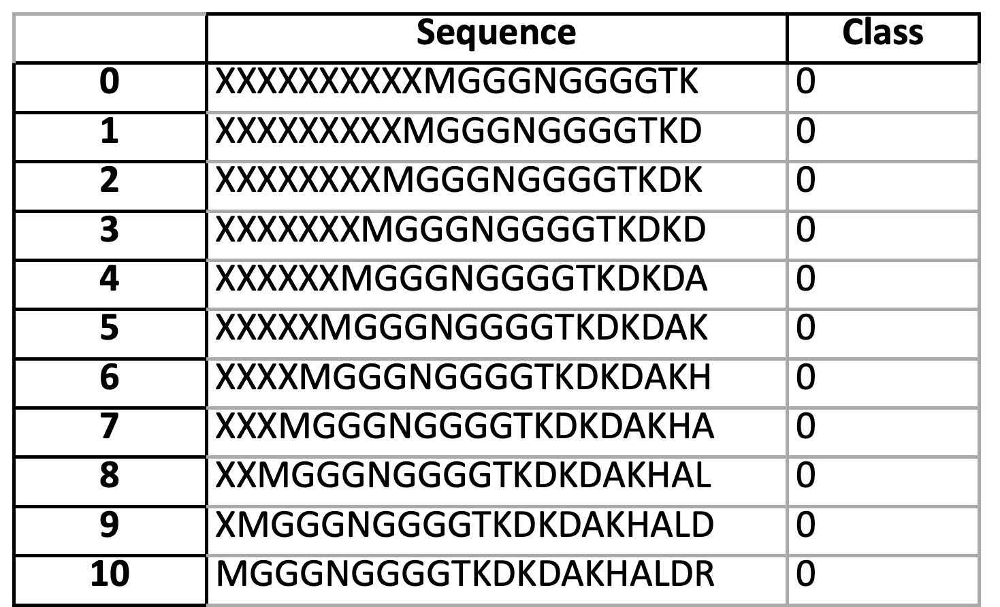 Sequence Class
0 XXXXXXXXXXMGGGNGGGGTK 0
1 XXXXXXXXXMGGGNGGGGTKD 0
2 XXXXXXXXMGGGNGGGGTKDK 0
3 XXXXXXXMGGGNGGGGTKDKD 0
4 XXXXXXMGGGNGGGGTKDKDA 0
5 XXXXXMGGGNGGGGTKDKDAK 0
6 XXXXMGGGNGGGGTKDKDAKH 0
7 XXXMGGGNGGGGTKDKDAKHA 0
8 XXMGGGNGGGGTKDKDAKHAL 0
9 XMGGGNGGGGTKDKDAKHALD 0
10 MGGGNGGGGTKDKDAKHALDR 0